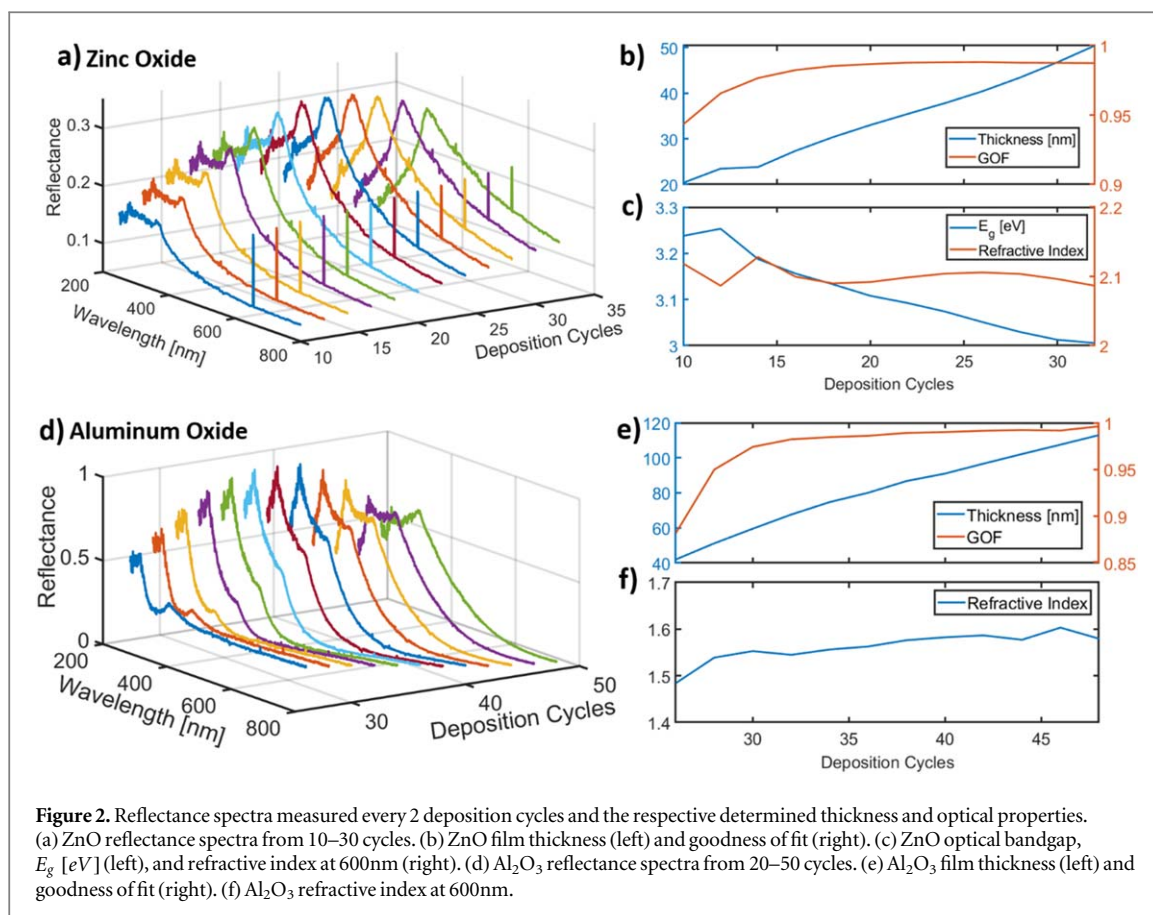 a) Zinc Oxide
Reflectance
0.3
0.2
0.1
200
400
600
800
Wavelength [nm]
10
15
20
25
30
35
Deposition Cycles
b)
50
40
30
20
1
0.95
0.9
Thickness [nm]
GOF
c)
3.3
3.2
3.1
3
2.2
2.1
2
E_g [eV]
Refractive Index
10
15
20
25
30
Deposition Cycles
d) Aluminum Oxide
Reflectance
1
0.5
0
200
400
600
800
Wavelength [nm]
30
40
50
Deposition Cycles
e)
120
100
80
60
40
1
0.95
0.9
0.85
Thickness [nm]
GOF
f)
1.7
1.6
1.5
1.4
Refractive Index
30
35
40
45
Deposition Cycles
Figure 2. Reflectance spectra measured every 2 deposition cycles and the respective determined thickness and optical properties.
(a) ZnO reflectance spectra from 10–30 cycles. (b) ZnO film thickness (left) and goodness of fit (right). (c) ZnO optical bandgap,
E_g [eV] (left), and refractive index at 600nm (right). (d) Al₂O₃ reflectance spectra from 20–50 cycles. (e) Al₂O₃ film thickness (left) and
goodness of fit (right). (f) Al₂O₃ refractive index at 600nm.